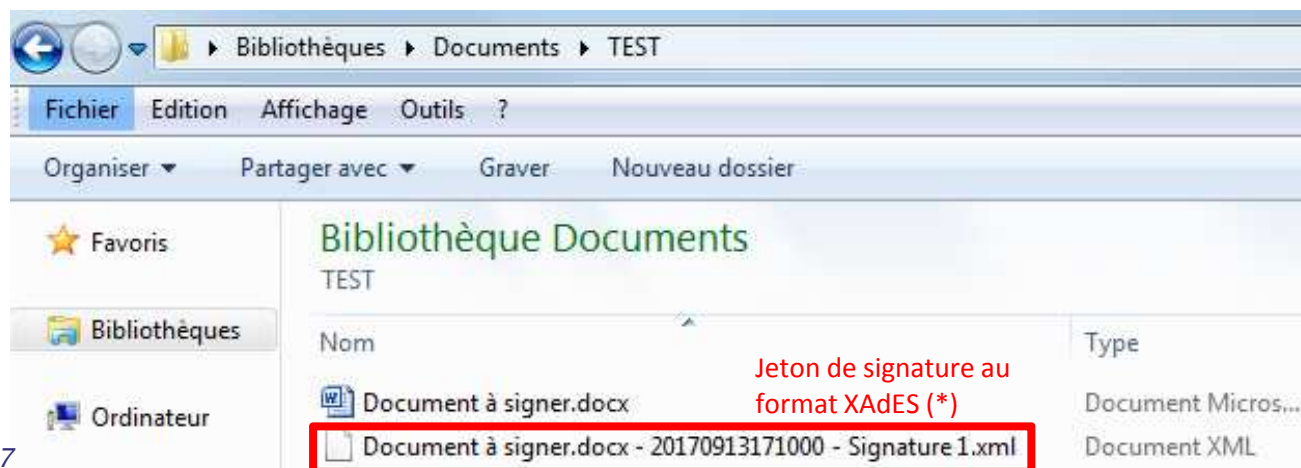 Bibliothèques Documents TEST
Fichier Edition Affichage Outils ?
Organiser Partager avec Graver Nouveau dossier
Favoris
Bibliothèque Documents
TEST
Bibliothèques
Nom Type
Jeton de signature au
format XAdES (*)
Ordinateur
Document à signer.docx Document Micros...
Document à signer.docx - 20170913171000 - Signature 1.xml Document XML
7